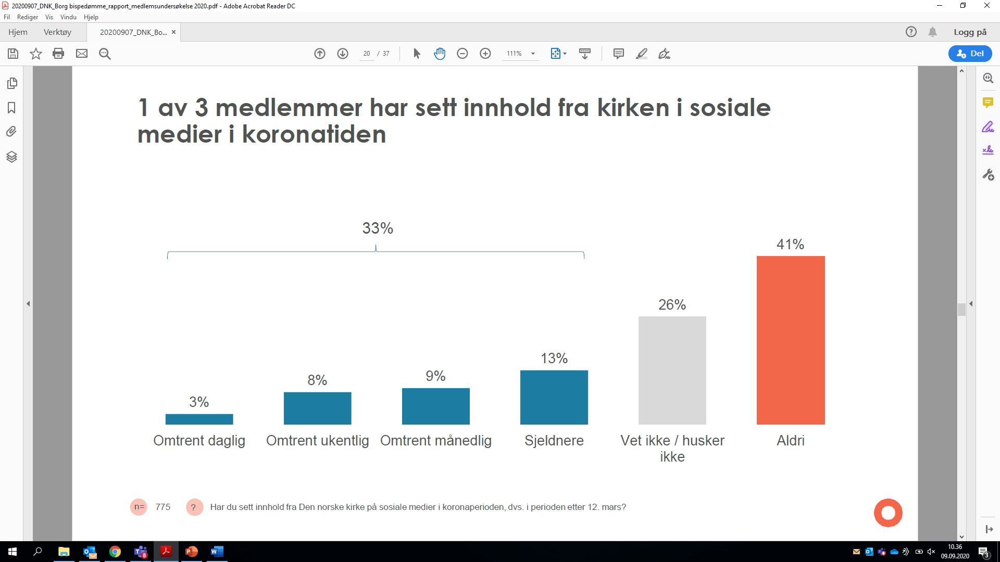 20200907_DNK_Borg bispedømme_rapport_medlemsundersøkelse 2020.pdf - Adobe Acrobat Reader DC
Fil Rediger Vis Vindu Hjelp
Hjem Verktøy 20200907_DNK_Bo... × Logg på
20 / 37 111% Del
1 av 3 medlemmer har sett innhold fra kirken i sosiale
medier i koronatiden
33%
41%
26%
13%
9%
8%
3%
Omtrent daglig Omtrent ukentlig Omtrent månedlig Sjeldnere Vet ikke / husker
ikke
Aldri
n= 775 ? Har du sett innhold fra Den norske kirke på sosiale medier i koronaperioden, dvs. i perioden etter 12. mars?
10.36
09.09.2020
8
3